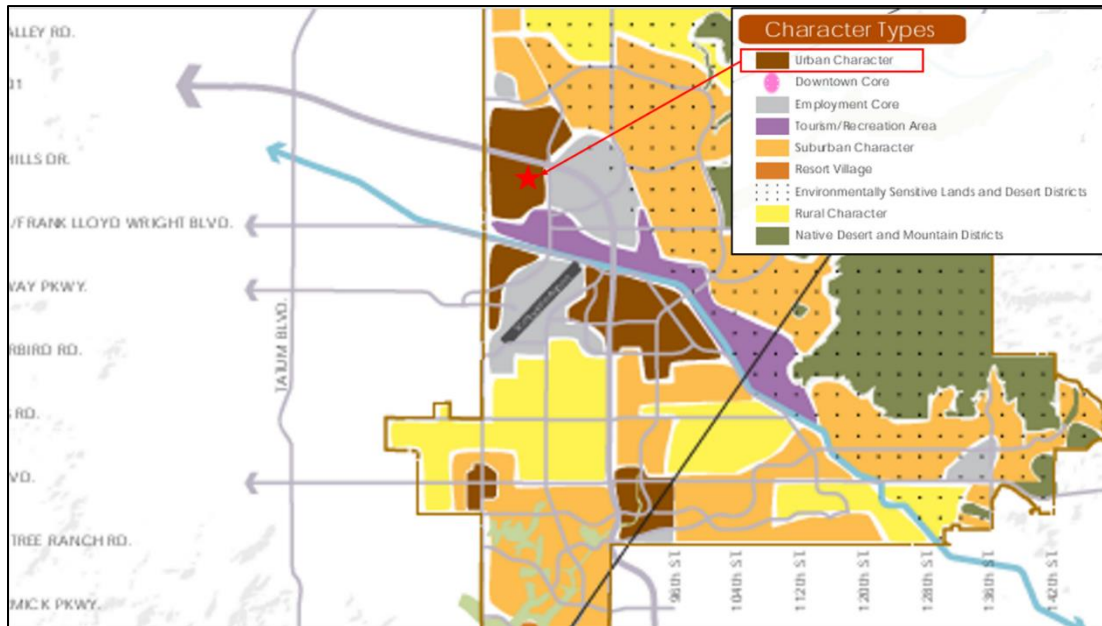 ALLEY RD.
HILLS DR.
/FRANK LLOYD WRIGHT BLVD.
WAY PKWY.
RBIRD RD.
RD.
VD.
TREE RANCH RD.
MICK PKWY.
TATUM BLVD.
Character Types
Urban Character
Downtown Core
Employment Core
Tourism/Recreation Area
Suburban Character
Resort Village
Environmentally Sensitive Lands and Desert Districts
Rural Character
Native Desert and Mountain Districts
96th ST.
104th ST.
112th ST.
120th ST.
128th ST.
136th ST.
142th ST.